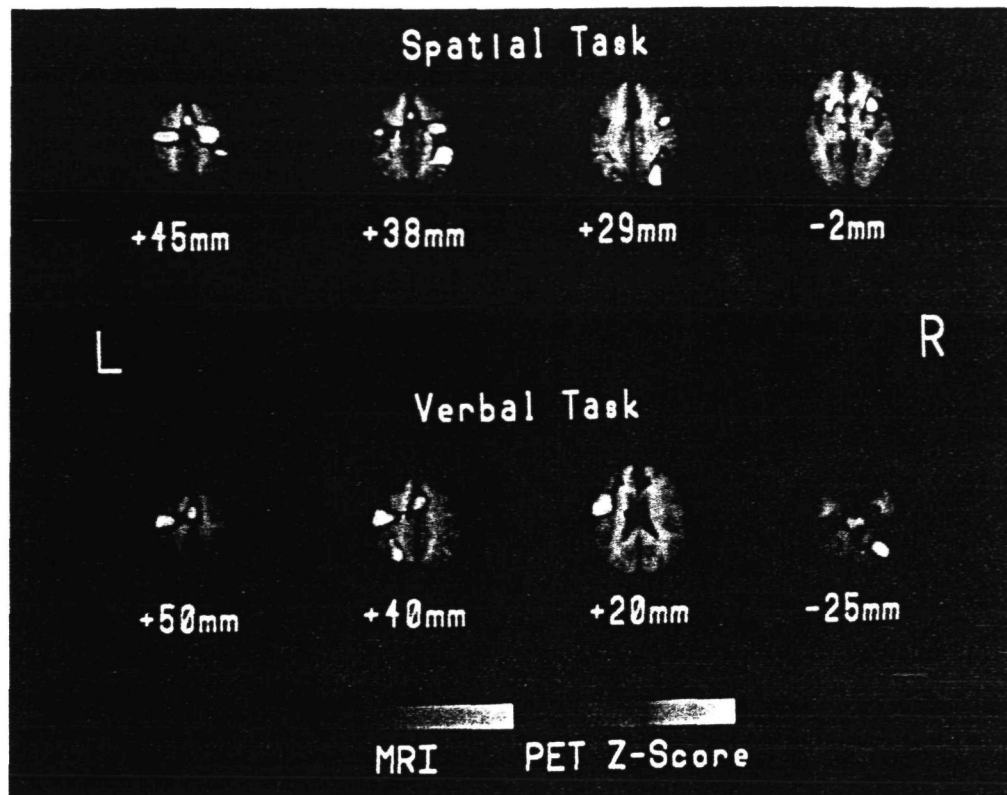 Spatial Task
+45mm +38mm +29mm -2mm
L R
Verbal Task
+50mm +40mm +20mm -25mm
MRI PET Z-Score